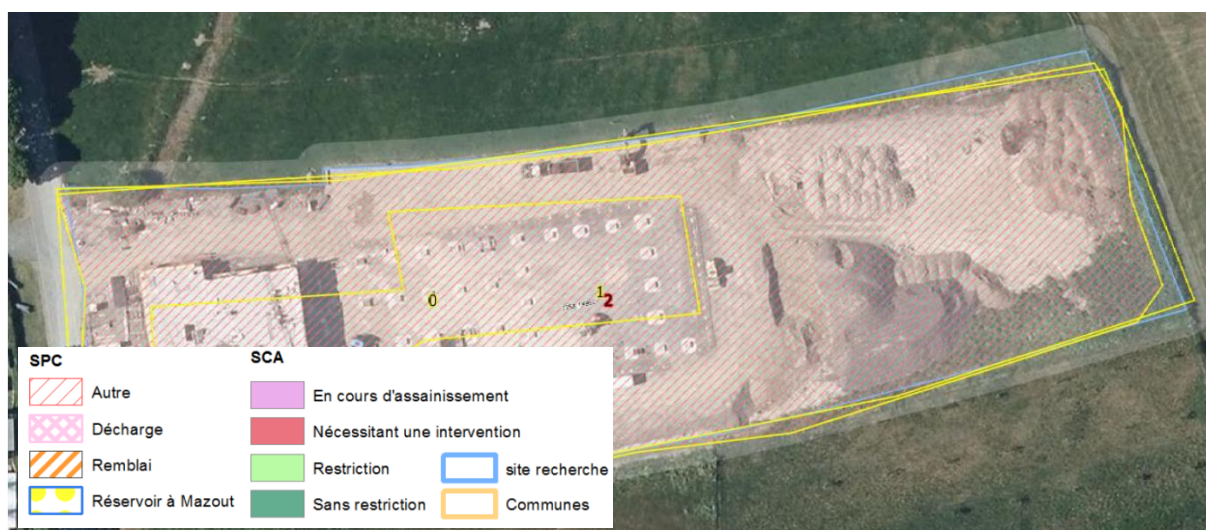 0
1
2
SPC
SCA
Autre
En cours d'assainissement
Décharge
Nécessitant une intervention
Remblai
Restriction
site recherche
Réservoir à Mazout
Sans restriction
Communes